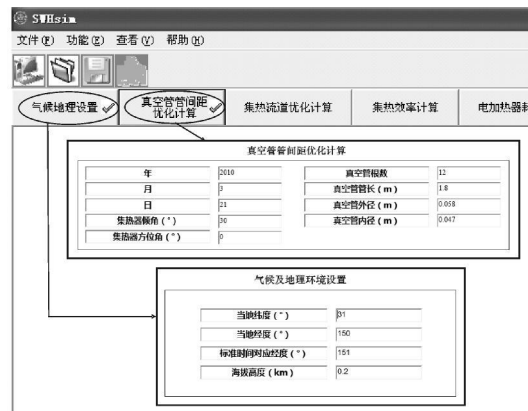 SWHsim
文件(F) 功能(E) 查看(V) 帮助(H)
气候地理设置 真空管管间距优化计算 集热流道优化计算 集热效率计算 电加热器
真空管管间距优化计算
年 2010 真空管根数 12
月 3 真空管管长(m) 1.8
日 21 真空管外径(m) 0.058
集热器倾角(°) 30 真空管内径(m) 0.047
集热器方位角(°) 0
气候及地理环境设置
当地纬度(°) 31
当地经度(°) 150
标准时间对应经度(°) 151
海拔高度(km) 0.2